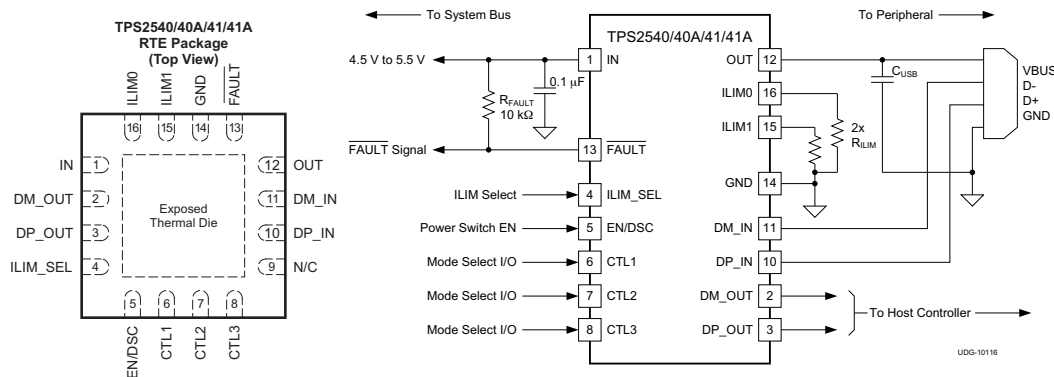 TPS2540/40A/41/41A
RTE Package
(Top View)
ILIM0
ILIM1
GND
FAULT
16
15
14
13
IN 1
12 OUT
DM_OUT 2
11 DM_IN
DP_OUT 3
10 DP_IN
ILIM_SEL 4
9 N/C
Exposed
Thermal Die
5
6
7
8
EN/DSC
CTL1
CTL2
CTL3
To System Bus
To Peripheral
TPS2540/40A/41/41A
4.5 V to 5.5 V
1 IN
OUT 12
0.1 μF
RFAULT
10 kΩ
CUSB
VBUS
D-
D+
GND
ILIM0 16
ILIM1 15
2x
RILIM
FAULT Signal
13 FAULT
GND 14
ILIM Select
4 ILIM_SEL
Power Switch EN
5 EN/DSC
DM_IN 11
Mode Select I/O
6 CTL1
DP_IN 10
Mode Select I/O
7 CTL2
DM_OUT 2
Mode Select I/O
8 CTL3
DP_OUT 3
To Host Controller
UDG-10116